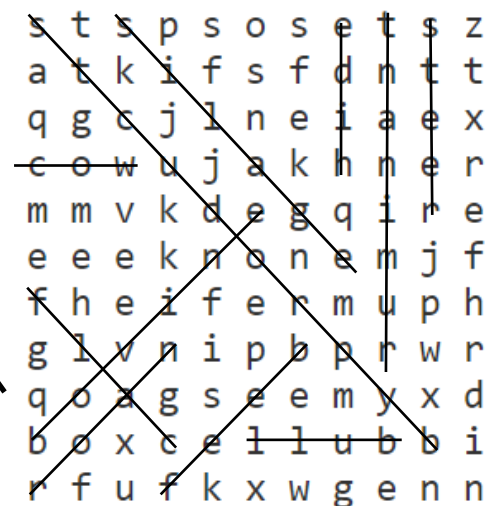 s t s p s o s e t s z
a t k i f s f d n t t
q g c j l n e i a e x
c o w u j a k h n e r
m m v k d e g q i r e
e e e k n o n e m j f
f h e i f e r m u p h
g l v n i p b p r w r
q o a g s e e m y x d
b o x c e l l u b b i
r f u f k x w g e n n